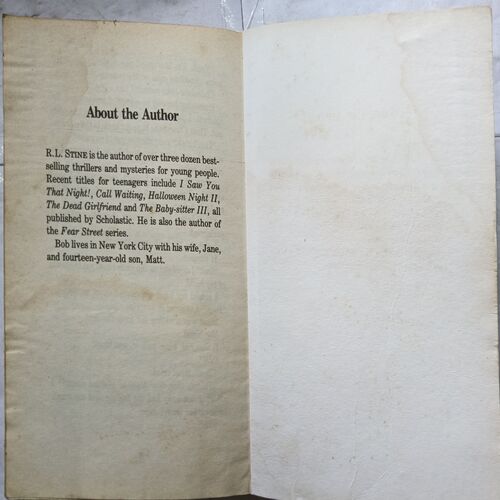 About the Author
R.L. STINE is the author of over three dozen best-
selling thrillers and mysteries for young people.
Recent titles for teenagers include I Saw You
That Night!, Call Waiting, Halloween Night II,
The Dead Girlfriend and The Baby-sitter III, all
published by Scholastic. He is also the author of
the Fear Street series.
Bob lives in New York City with his wife, Jane,
and fourteen-year-old son, Matt.